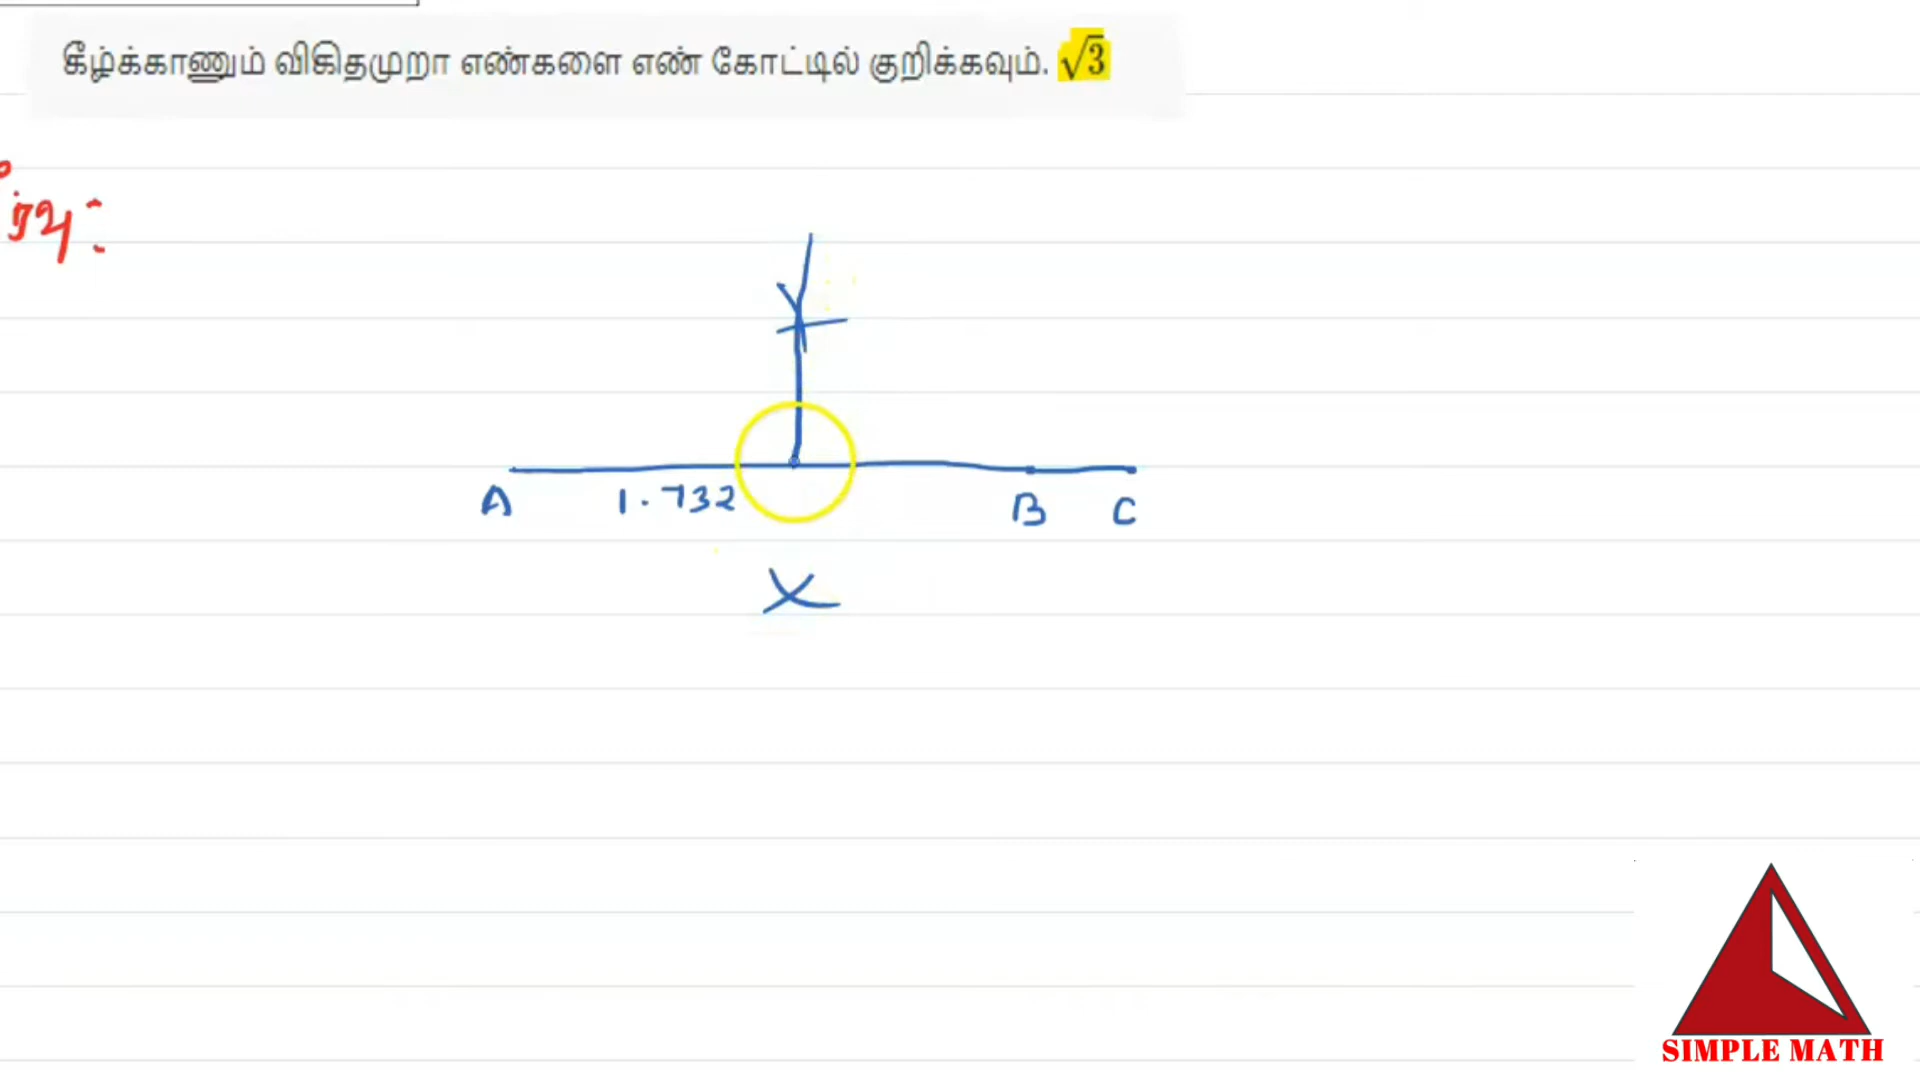 கீழ்க்காணும் விகிதமுறா எண்களை எண் கோட்டில் குறிக்கவும். √3
A 1.732 B C
SIMPLE MATH